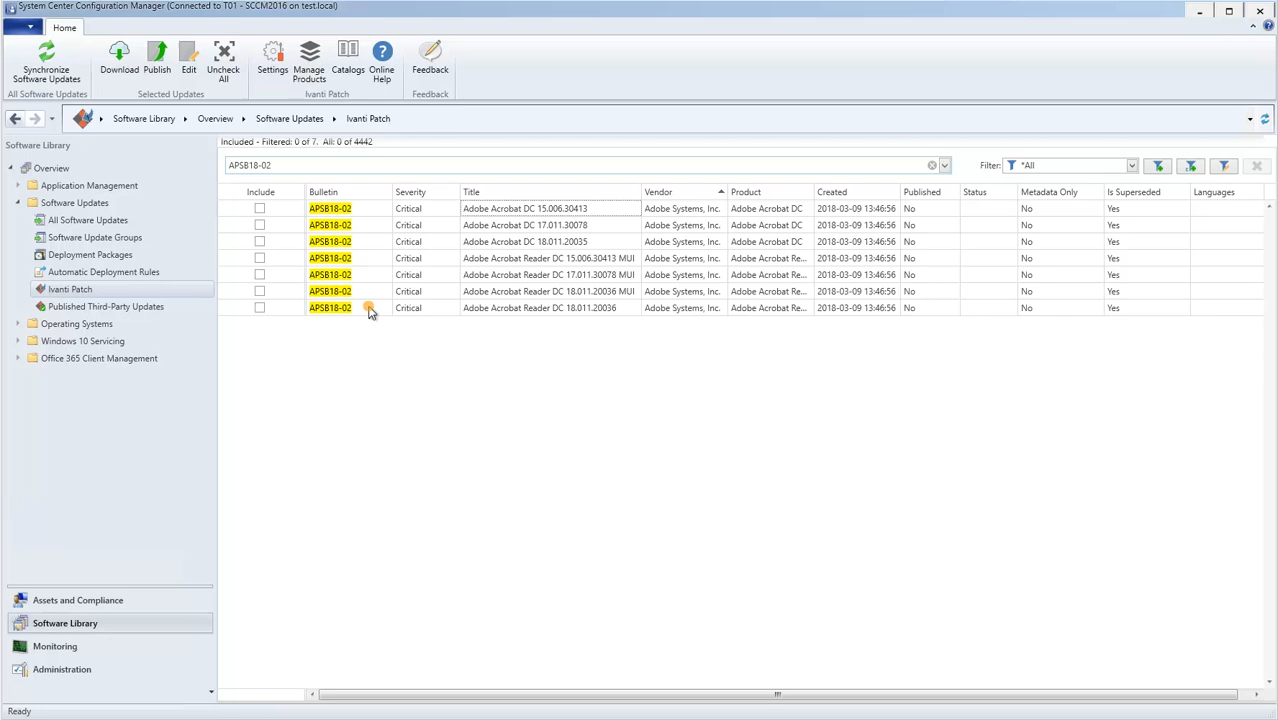 System Center Configuration Manager (Connected to T01 - SCCM2016 on test.local)
Home
Synchronize Software Updates
Download
Publish
Edit
Uncheck All
Settings
Manage Products
Catalogs
Online Help
Feedback
All Software Updates
Selected Updates
Ivanti Patch
Feedback
Software Library
Overview
Software Updates
Ivanti Patch
Software Library
Overview
Application Management
Software Updates
All Software Updates
Software Update Groups
Deployment Packages
Automatic Deployment Rules
Ivanti Patch
Published Third-Party Updates
Operating Systems
Windows 10 Servicing
Office 365 Client Management
Assets and Compliance
Software Library
Monitoring
Administration
Included - Filtered: 0 of 7. All: 0 of 4442
APSB18-02 Filter: *All
Include Bulletin Severity Title Vendor Product Created Published Status Metadata Only Is Superseded Languages
APSB18-02 Critical Adobe Acrobat DC 15.006.30413 Adobe Systems, Inc. Adobe Acrobat DC 2018-03-09 13:46:56 No No Yes
APSB18-02 Critical Adobe Acrobat DC 17.011.30078 Adobe Systems, Inc. Adobe Acrobat DC 2018-03-09 13:46:56 No No Yes
APSB18-02 Critical Adobe Acrobat DC 18.011.20035 Adobe Systems, Inc. Adobe Acrobat DC 2018-03-09 13:46:56 No No Yes
APSB18-02 Critical Adobe Acrobat Reader DC 15.006.30413 MUI Adobe Systems, Inc. Adobe Acrobat Re... 2018-03-09 13:46:56 No No Yes
APSB18-02 Critical Adobe Acrobat Reader DC 17.011.30078 MUI Adobe Systems, Inc. Adobe Acrobat Re... 2018-03-09 13:46:56 No No Yes
APSB18-02 Critical Adobe Acrobat Reader DC 18.011.20036 MUI Adobe Systems, Inc. Adobe Acrobat Re... 2018-03-09 13:46:56 No No Yes
APSB18-02 Critical Adobe Acrobat Reader DC 18.011.20036 Adobe Systems, Inc. Adobe Acrobat Re... 2018-03-09 13:46:56 No No Yes
Ready